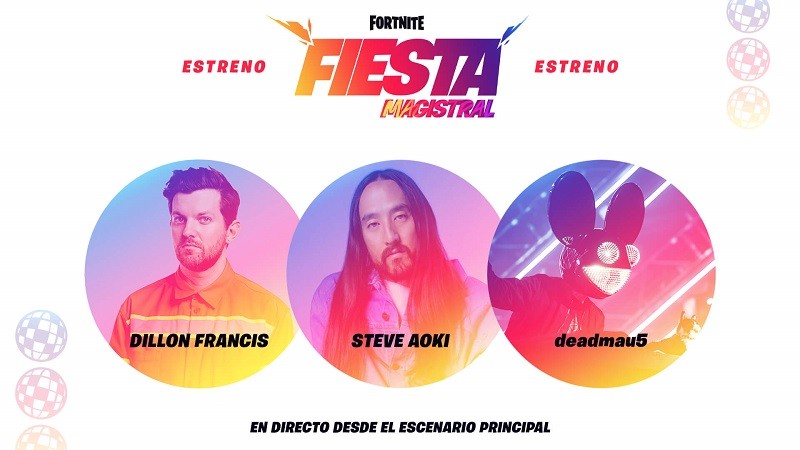 FORTNITE
ESTRENO
FIESTA
ESTRENO
MAGISTRAL
DILLON FRANCIS
STEVE AOKI
deadmau5
EN DIRECTO DESDE EL ESCENARIO PRINCIPAL